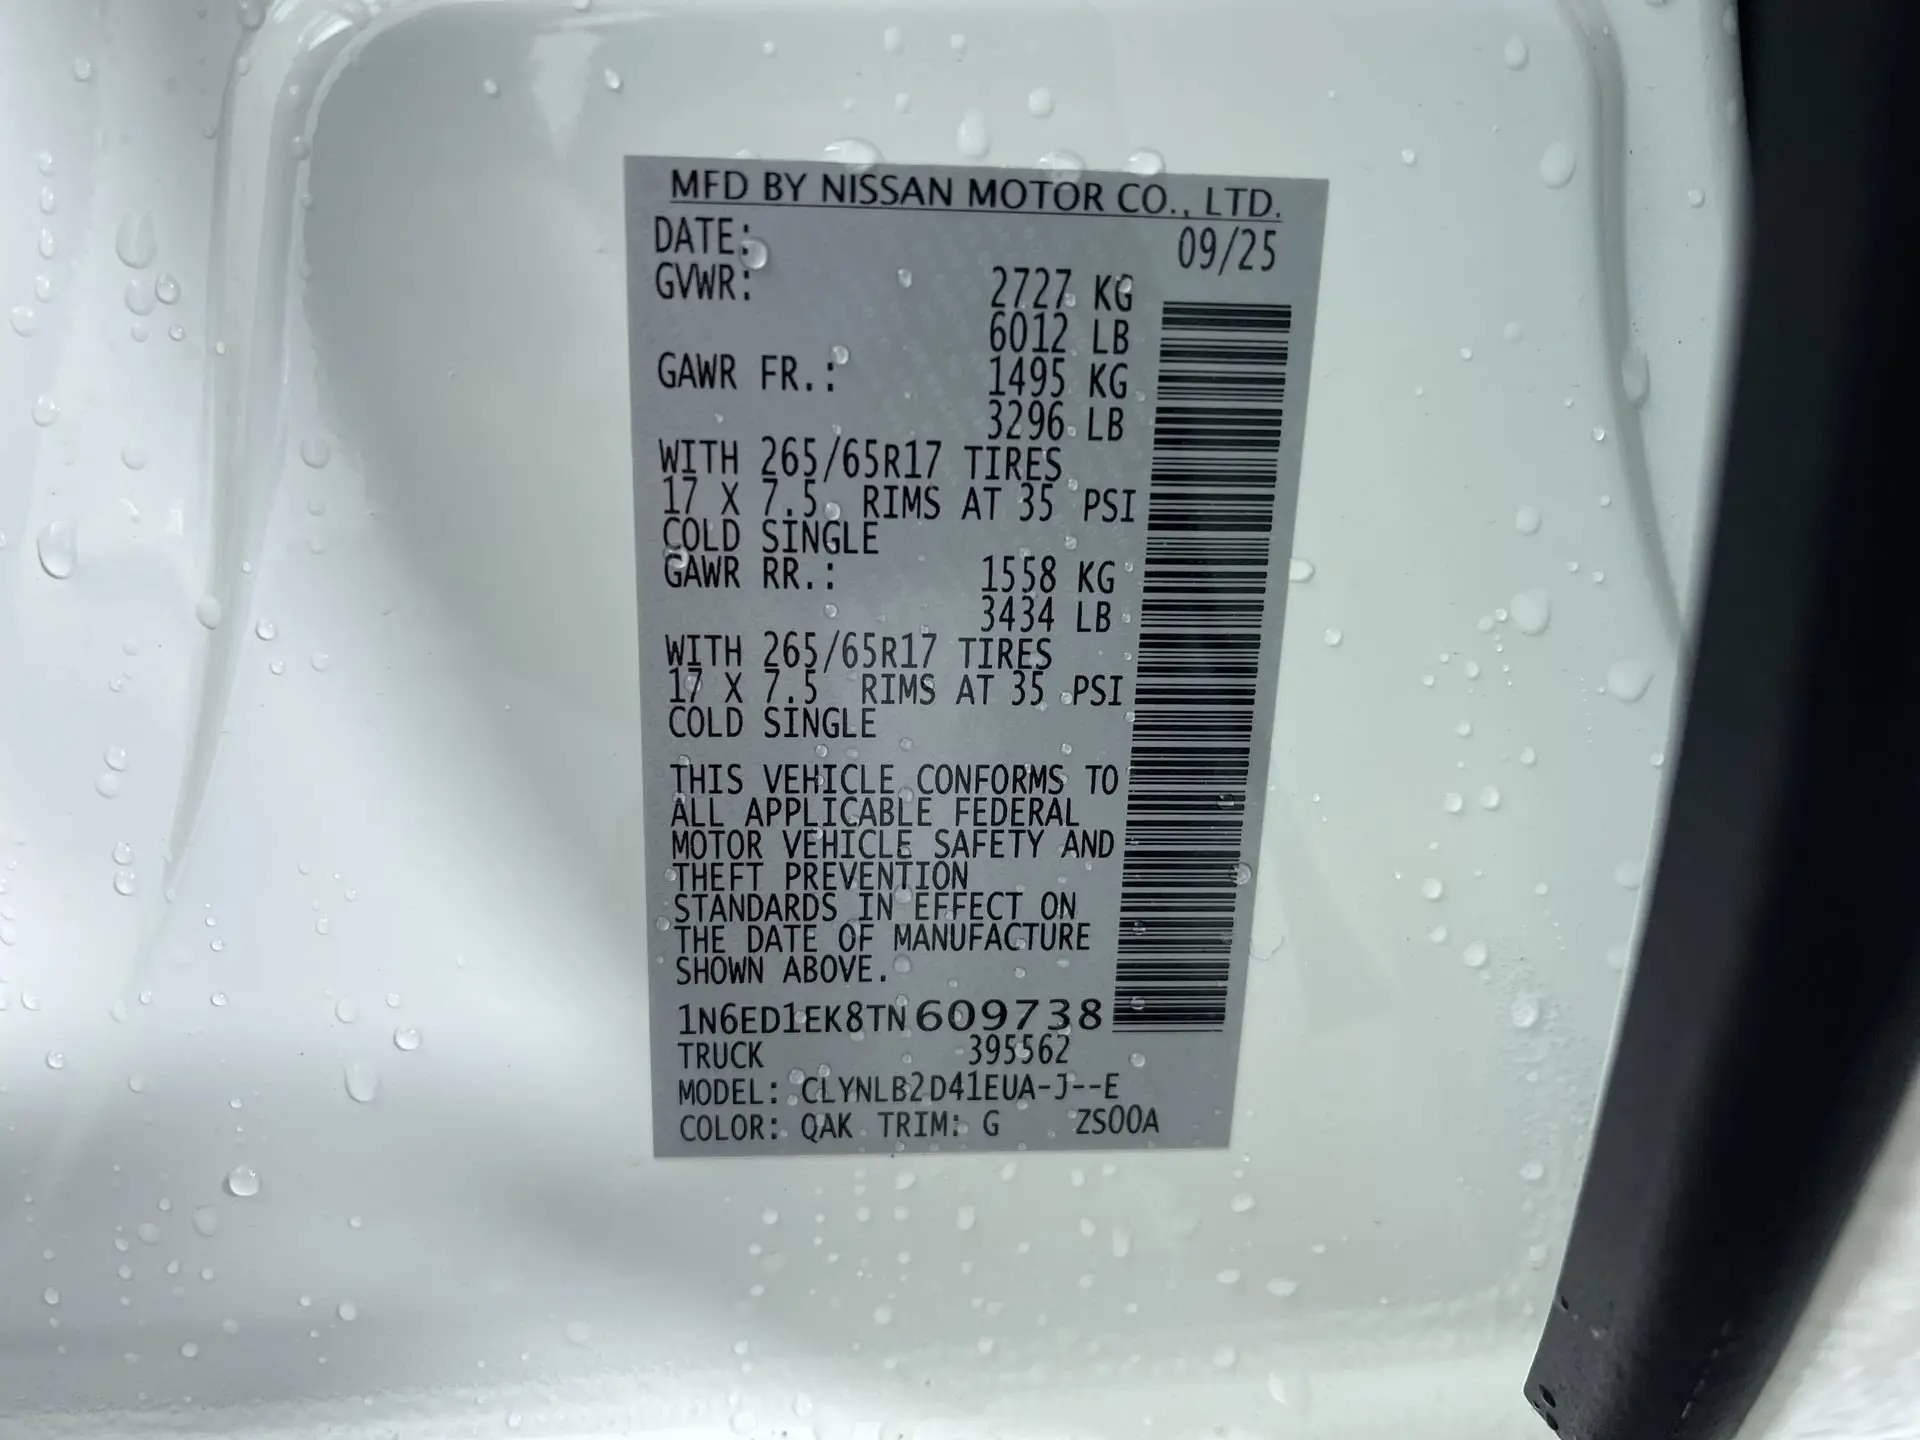 MFD BY NISSAN MOTOR CO., LTD.
DATE: 09/25
GVWR: 2727 KG
6012 LB
GAWR FR.: 1495 KG
3296 LB
WITH 265/65R17 TIRES
17 X 7.5 RIMS AT 35 PSI
COLD SINGLE
GAWR RR.: 1558 KG
3434 LB
WITH 265/65R17 TIRES
17 X 7.5 RIMS AT 35 PSI
COLD SINGLE
THIS VEHICLE CONFORMS TO
ALL APPLICABLE FEDERAL
MOTOR VEHICLE SAFETY AND
THEFT PREVENTION
STANDARDS IN EFFECT ON
THE DATE OF MANUFACTURE
SHOWN ABOVE.
1N6ED1EK8TN609738
TRUCK 395562
MODEL: CLYNLB2D41EUA-J--E
COLOR: QAK TRIM: G ZS00A